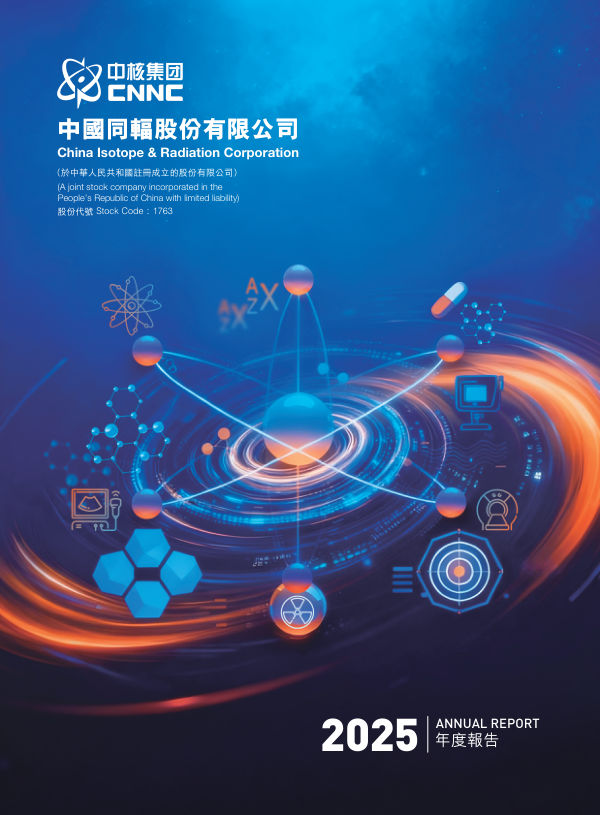 中核集团
CNNC
中國同輻股份有限公司
China Isotope & Radiation Corporation
(於中華人民共和國註冊成立的股份有限公司)
(A joint stock company incorporated in the
People's Republic of China with limited liability)
股份代號 Stock Code : 1763
A X
Z
A X
Z
2025
ANNUAL REPORT
年度報告